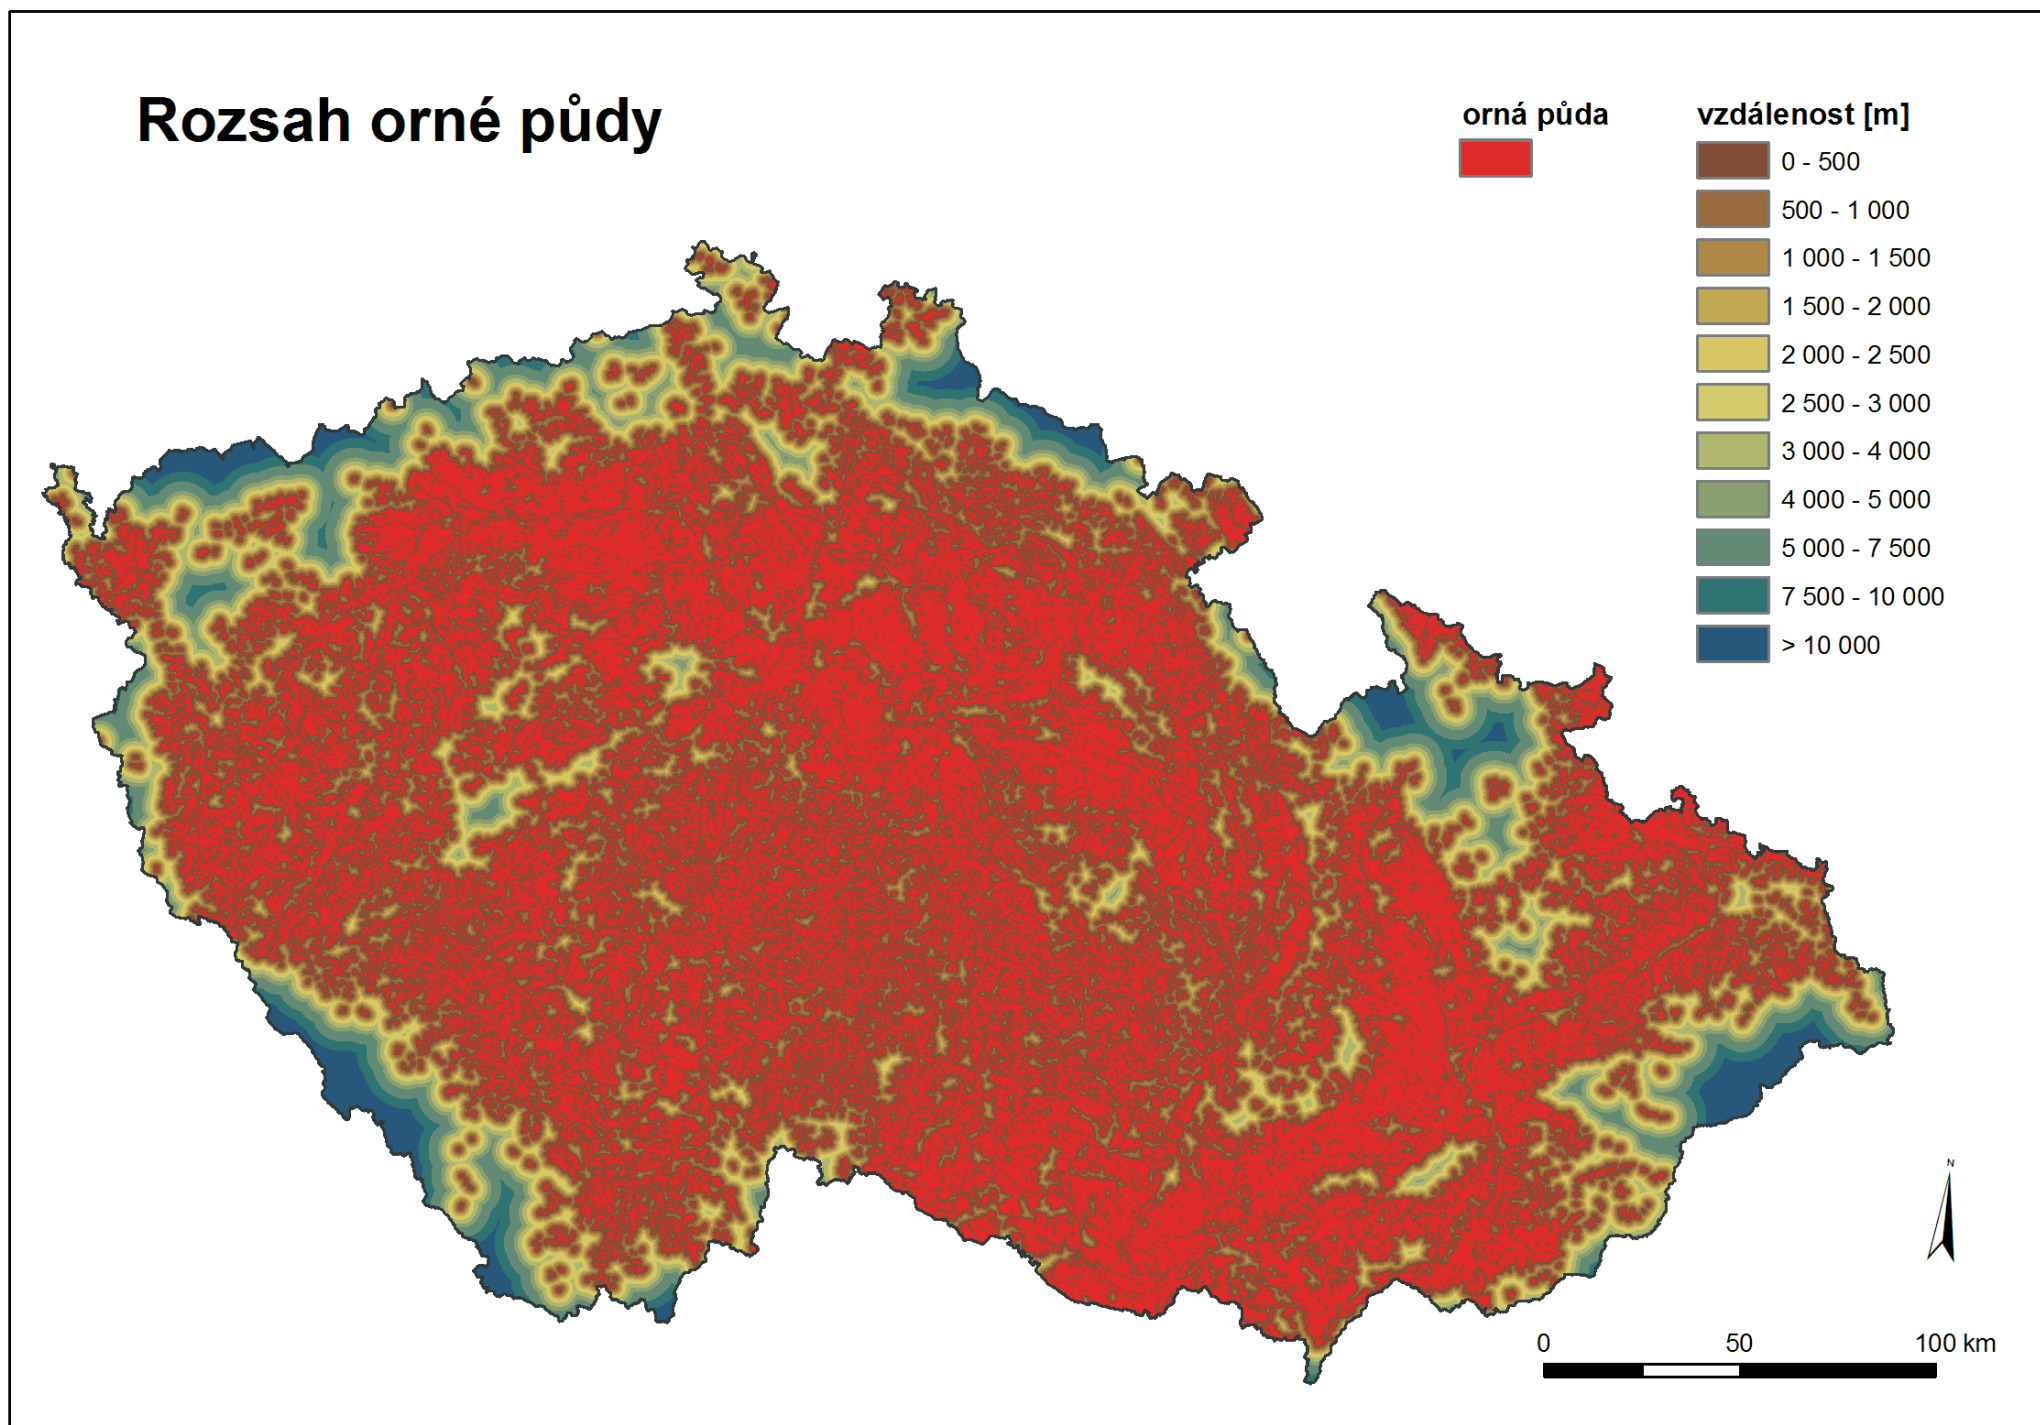 Rozsah orné půdy
orná půda
vzdálenost [m]
0 - 500
500 - 1 000
1 000 - 1 500
1 500 - 2 000
2 000 - 2 500
2 500 - 3 000
3 000 - 4 000
4 000 - 5 000
5 000 - 7 500
7 500 - 10 000
> 10 000
N
0 50 100 km